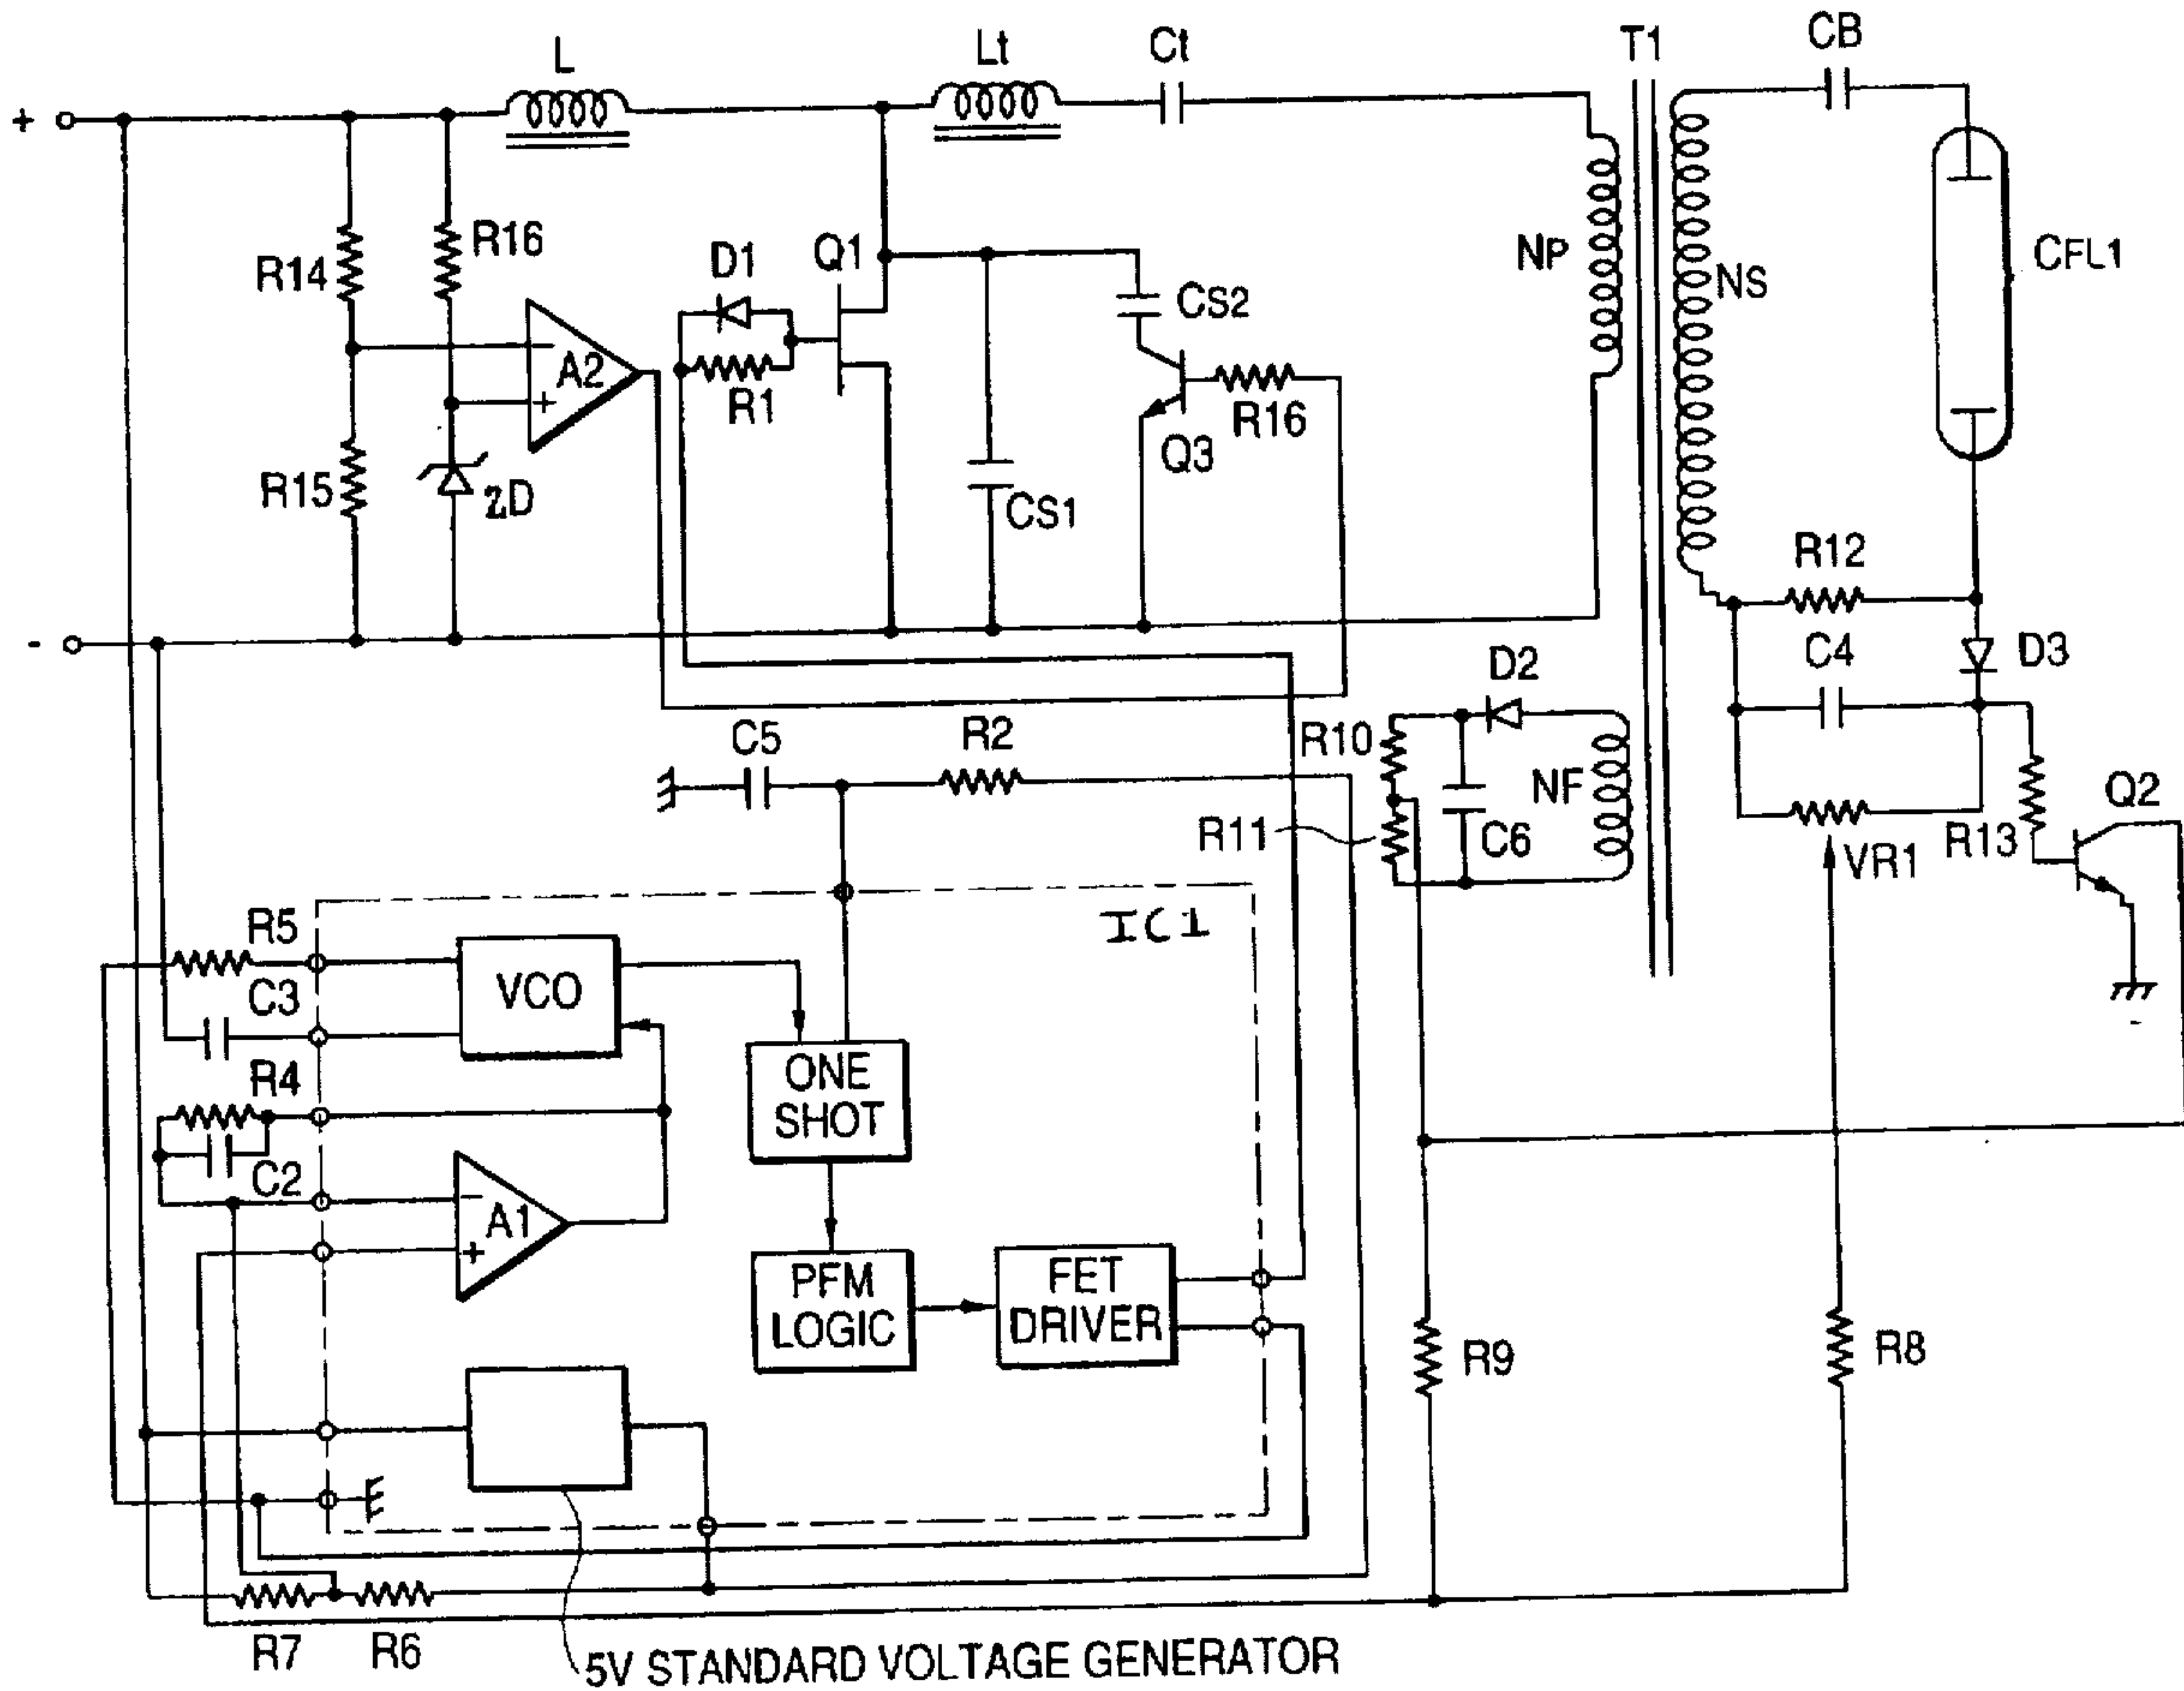 L
Lt
Ct
T1
CB
+
R14
R16
D1
Q1
CS2
NP
NS
CFL1
A2
-
+
R1
R16
Q3
R15
ZD
CS1
R12
-
D2
C4
D3
C5
R2
R10
NF
Q2
R11
C6
VR1
R13
IC1
R5
VCO
C3
R4
ONE
SHOT
C2
-
A1
+
PFM
LOGIC
FET
DRIVER
R9
R8
R7
R6
5V STANDARD VOLTAGE GENERATOR